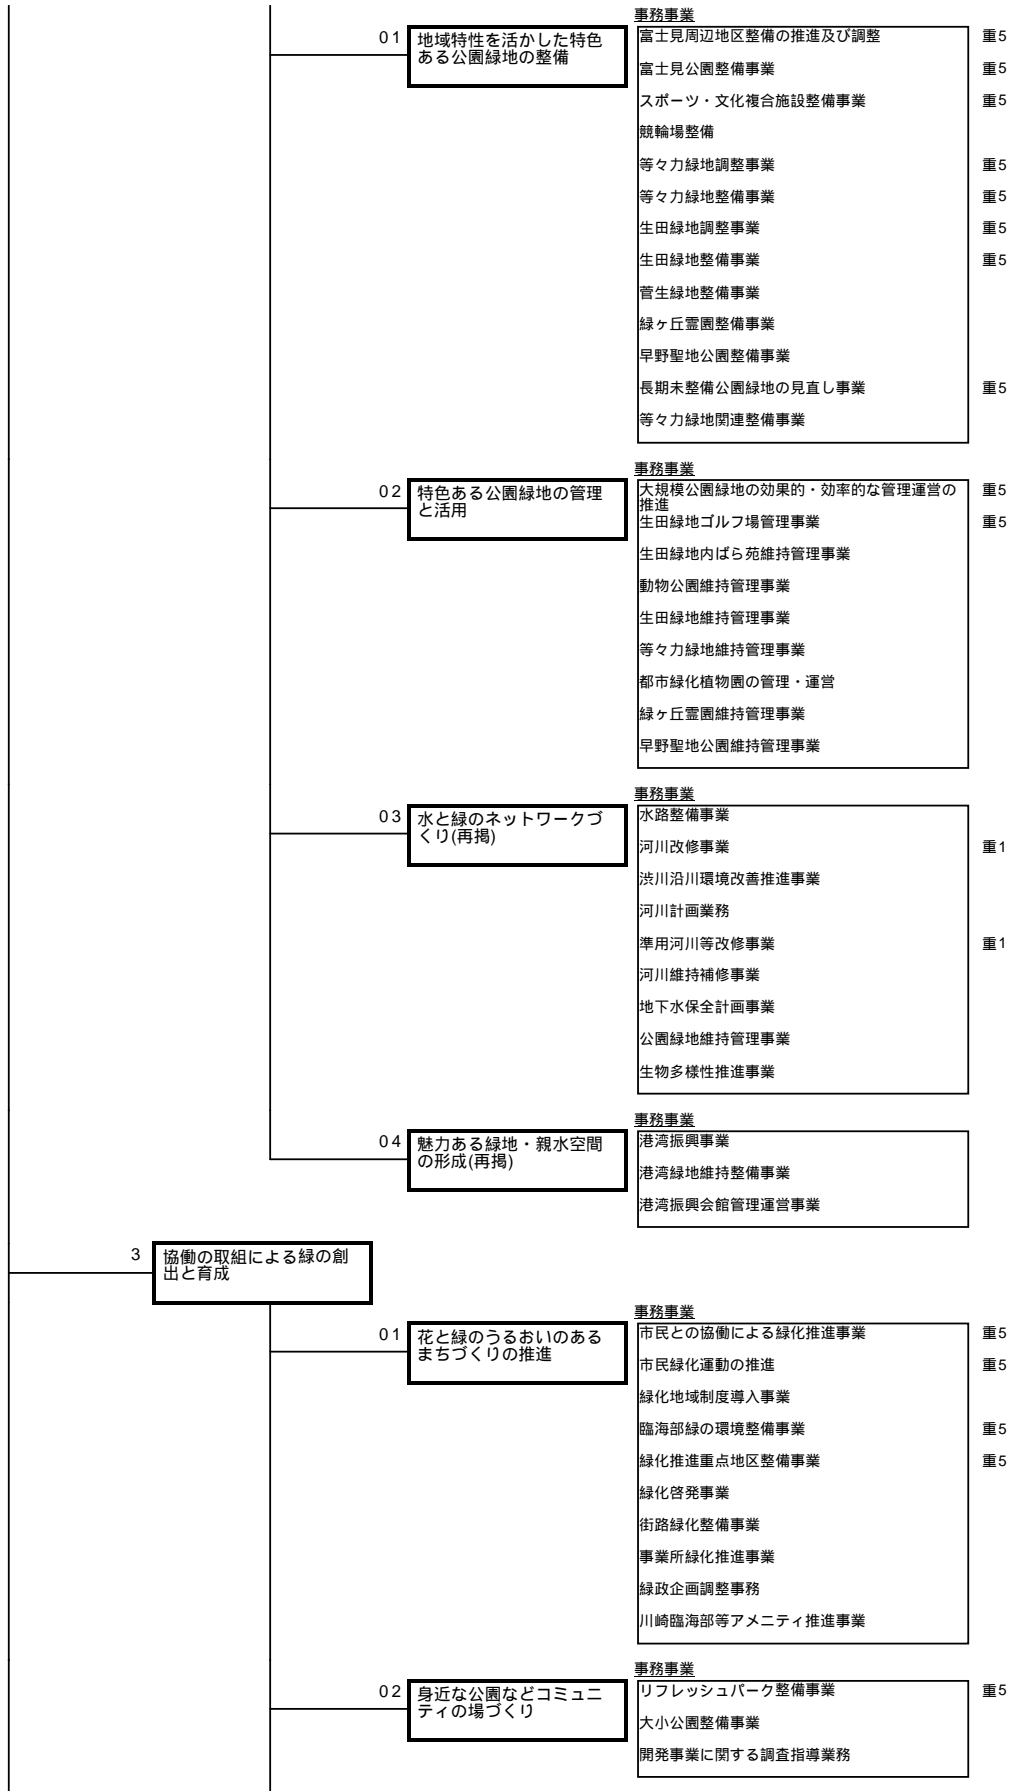 01 地域特性を活かした特色
ある公園緑地の整備
事務事業
富士見周辺地区整備の推進及び調整 重5
富士見公園整備事業 重5
スポーツ・文化複合施設整備事業 重5
競輪場整備
等々力緑地調整事業 重5
等々力緑地整備事業 重5
生田緑地調整事業 重5
生田緑地整備事業 重5
菅生緑地整備事業
緑ヶ丘霊園整備事業
早野聖地公園整備事業
長期未整備公園緑地の見直し事業 重5
等々力緑地関連整備事業
02 特色ある公園緑地の管理
と活用
事務事業
大規模公園緑地の効果的・効率的な管理運営の 重5
推進
生田緑地ゴルフ場管理事業 重5
生田緑地内ばら苑維持管理事業
動物公園維持管理事業
生田緑地維持管理事業
等々力緑地維持管理事業
都市緑化植物園の管理・運営
緑ヶ丘霊園維持管理事業
早野聖地公園維持管理事業
03 水と緑のネットワークづ
くり(再掲)
事務事業
水路整備事業
河川改修事業 重1
渋川沿川環境改善推進事業
河川計画業務
準用河川等改修事業 重1
河川維持補修事業
地下水保全計画事業
公園緑地維持管理事業
生物多様性推進事業
04 魅力ある緑地・親水空間
の形成(再掲)
事務事業
港湾振興事業
港湾緑地維持整備事業
港湾振興会館管理運営事業
3 協働の取組による緑の創
出と育成
01 花と緑のうるおいのある
まちづくりの推進
事務事業
市民との協働による緑化推進事業 重5
市民緑化運動の推進 重5
緑化地域制度導入事業
臨海部緑の環境整備事業 重5
緑化推進重点地区整備事業 重5
緑化啓発事業
街路緑化整備事業
事業所緑化推進事業
緑政企画調整事務
川崎臨海部等アメニティ推進事業
02 身近な公園などコミュニ
ティの場づくり
事務事業
リフレッシュパーク整備事業 重5
大小公園整備事業
開発事業に関する調査指導業務